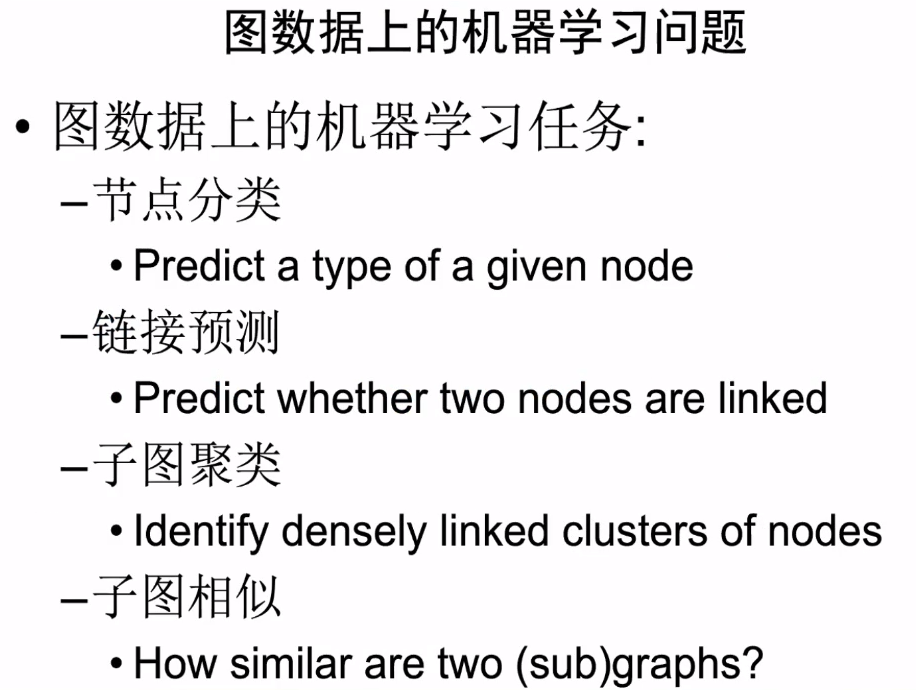 图数据上的机器学习问题
• 图数据上的机器学习任务:
–节点分类
• Predict a type of a given node
–链接预测
• Predict whether two nodes are linked
–子图聚类
• Identify densely linked clusters of nodes
–子图相似
• How similar are two (sub)graphs?